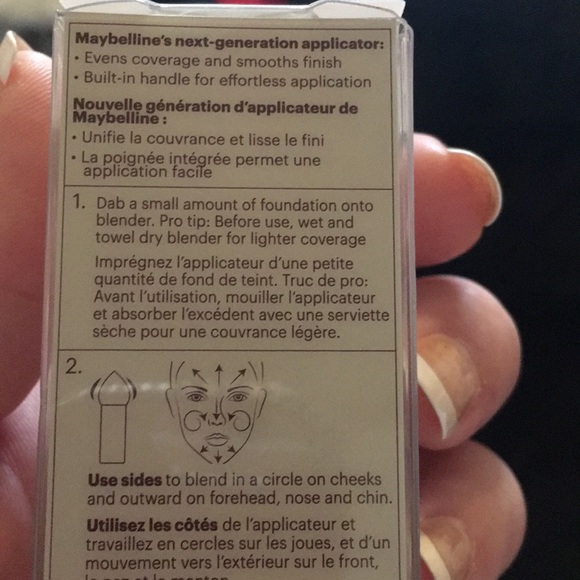 Maybelline's next-generation applicator:
• Evens coverage and smooths finish
• Built-in handle for effortless application
Nouvelle génération d'applicateur de
Maybelline :
• Unifie la couvrance et lisse le fini
• La poignée intégrée permet une
application facile
1. Dab a small amount of foundation onto
blender. Pro tip: Before use, wet and
towel dry blender for lighter coverage
Imprégnez l'applicateur d'une petite
quantité de fond de teint. Truc de pro:
Avant l'utilisation, mouiller l'applicateur
et absorber l'excédent avec une serviette
sèche pour une couvrance légère.
2.
Use sides to blend in a circle on cheeks
and outward on forehead, nose and chin.
Utilisez les côtés de l'applicateur et
travaillez en cercles sur les joues, et d'un
mouvement vers l'extérieur sur le front,
le nez et le menton